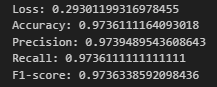 Loss: 0.29301199316978455
Accuracy: 0.9736111164093018
Precision: 0.9739489543608643
Recall: 0.9736111111111111
F1-score: 0.9736338592098436